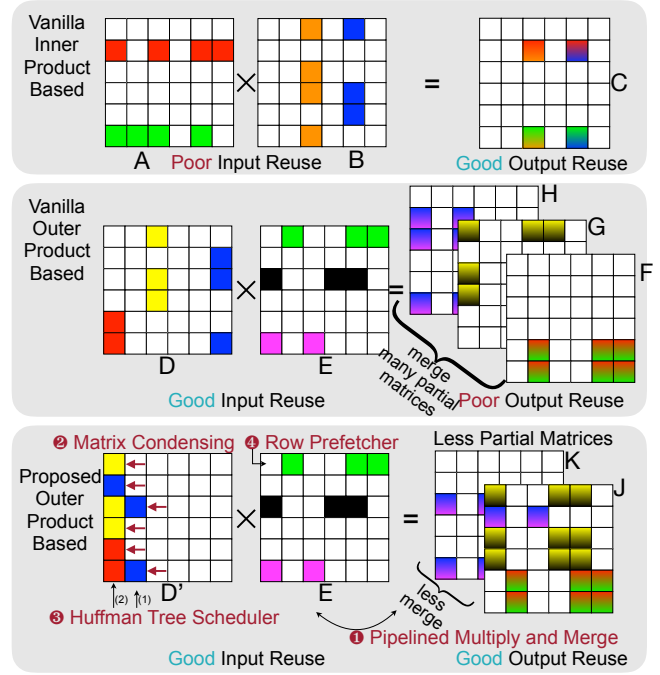 Vanilla
Inner
Product
Based
×
=
C
A
Poor Input Reuse
B
Good Output Reuse
Vanilla
Outer
Product
Based
×
=
H
G
F
D
E
merge
many partial
matrices
Good Input Reuse
Poor Output Reuse
❷ Matrix Condensing
❹ Row Prefetcher
Less Partial Matrices
Proposed
Outer
Product
Based
×
=
K
J
(2)
(1)
D'
E
less
merge
❸ Huffman Tree Scheduler
❶ Pipelined Multiply and Merge
Good Input Reuse
Good Output Reuse